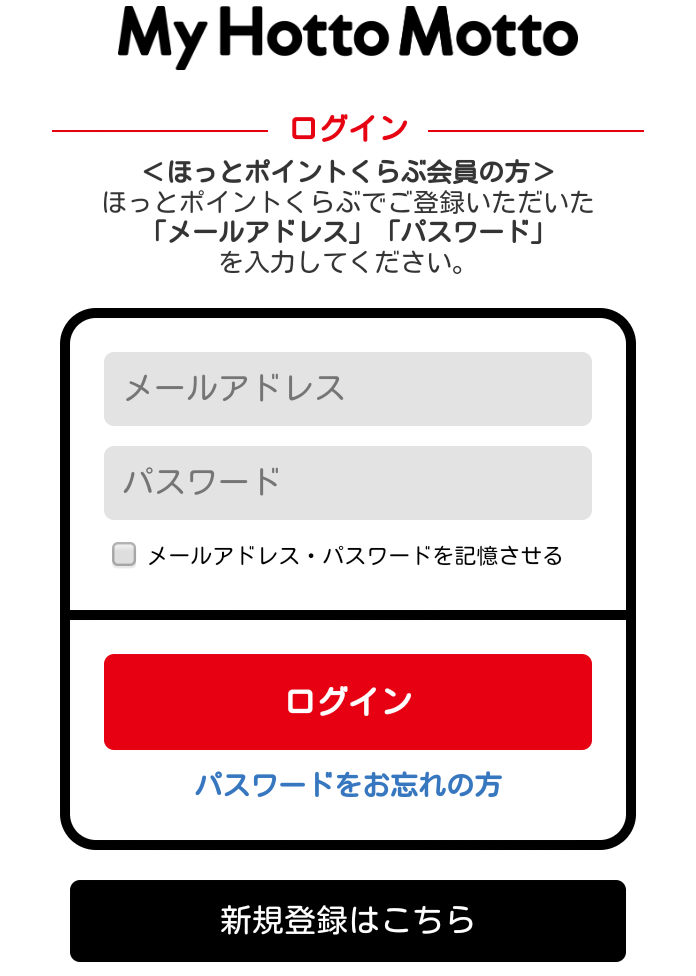 My Hotto Motto
ログイン
＜ほっとポイントくらぶ会員の方＞
ほっとポイントくらぶでご登録いただいた
「メールアドレス」「パスワード」
を入力してください。
メールアドレス
パスワード
メールアドレス・パスワードを記憶させる
ログイン
パスワードをお忘れの方
新規登録はこちら